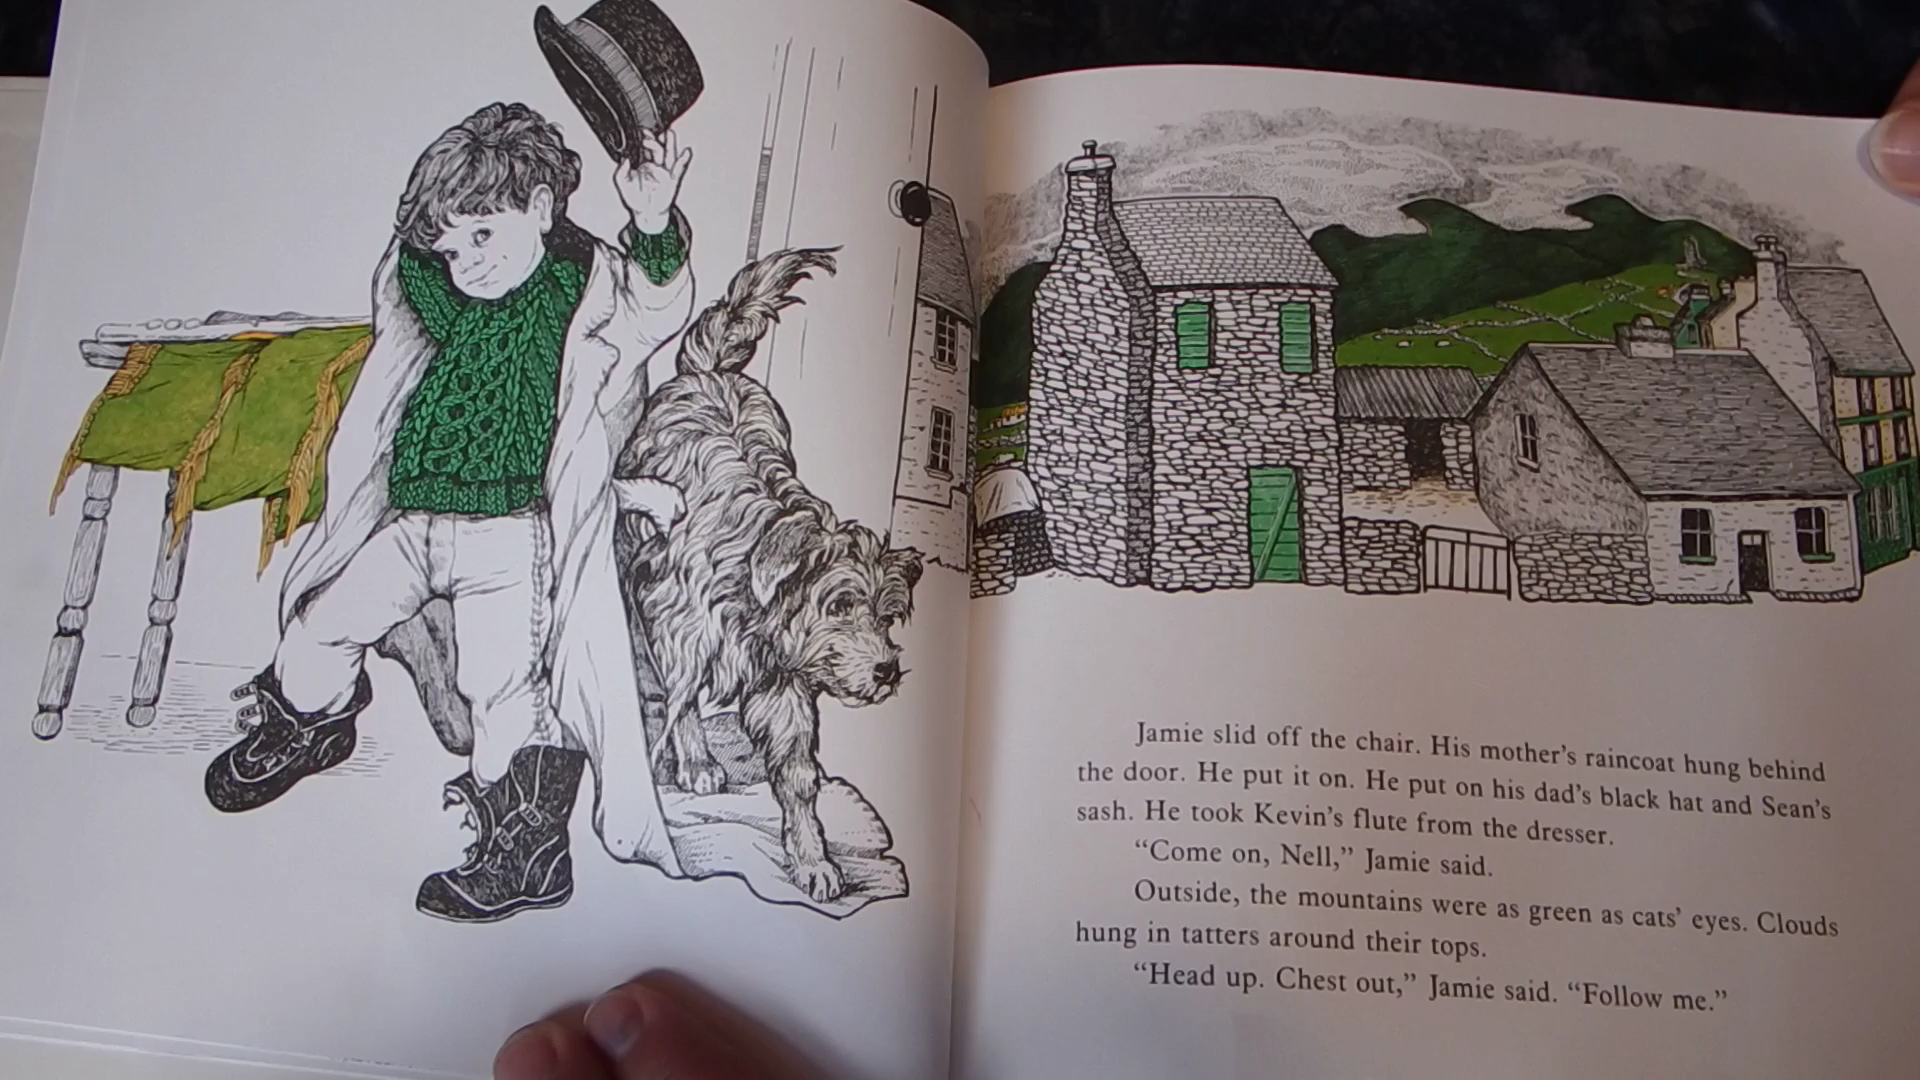 Jamie slid off the chair. His mother's raincoat hung behind
the door. He put it on. He put on his dad's black hat and Sean's
sash. He took Kevin's flute from the dresser.
“Come on, Nell,” Jamie said.
Outside, the mountains were as green as cats' eyes. Clouds
hung in tatters around their tops.
“Head up. Chest out,” Jamie said. “Follow me.”